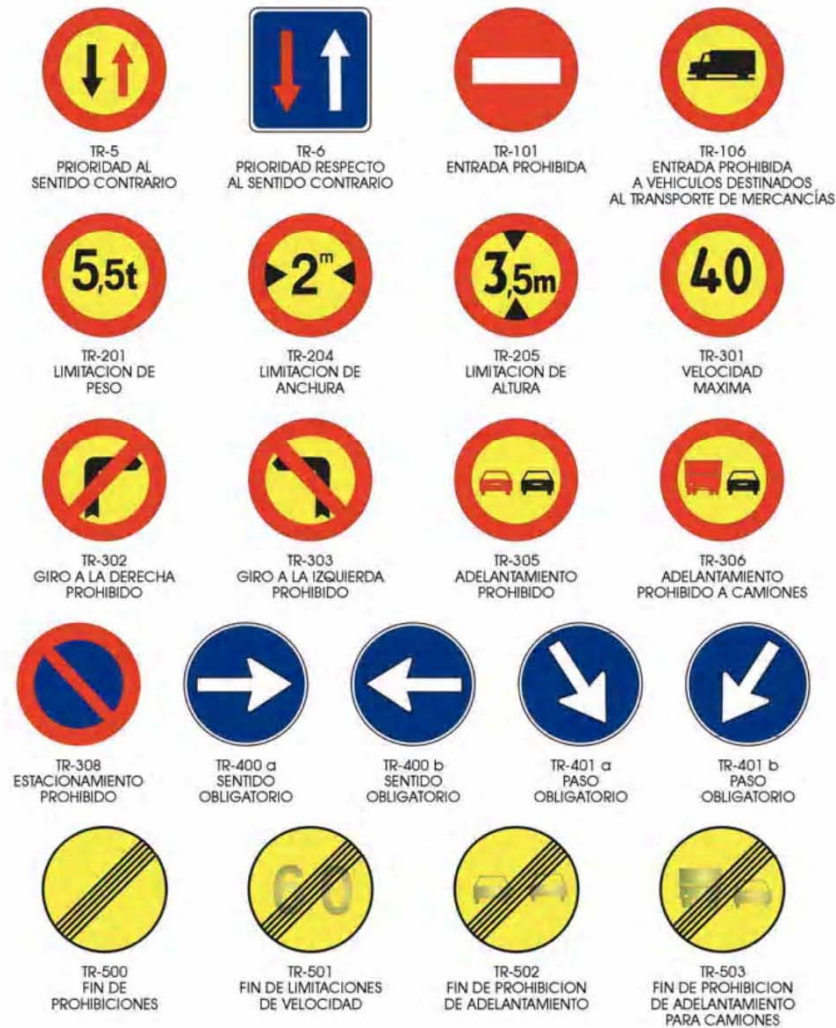 TR-5
PRIORIDAD AL
SENTIDO CONTRARIO
TR-6
PRIORIDAD RESPECTO
AL SENTIDO CONTRARIO
TR-101
ENTRADA PROHIBIDA
TR-106
ENTRADA PROHIBIDA
A VEHICULOS DESTINADOS
AL TRANSPORTE DE MERCANCÍAS
5,5t
TR-201
LIMITACION DE
PESO
2m
TR-204
LIMITACION DE
ANCHURA
3,5m
TR-205
LIMITACION DE
ALTURA
40
TR-301
VELOCIDAD
MAXIMA
TR-302
GIRO A LA DERECHA
PROHIBIDO
TR-303
GIRO A LA IZQUIERDA
PROHIBIDO
TR-305
ADELANTAMIENTO
PROHIBIDO
TR-306
ADELANTAMIENTO
PROHIBIDO A CAMIONES
TR-308
ESTACIONAMIENTO
PROHIBIDO
TR-400 a
SENTIDO
OBLIGATORIO
TR-400 b
SENTIDO
OBLIGATORIO
TR-401 a
PASO
OBLIGATORIO
TR-401 b
PASO
OBLIGATORIO
TR-500
FIN DE
PROHIBICIONES
60
TR-501
FIN DE LIMITACIONES
DE VELOCIDAD
TR-502
FIN DE PROHIBICION
DE ADELANTAMIENTO
TR-503
FIN DE PROHIBICION
DE ADELANTAMIENTO
PARA CAMIONES